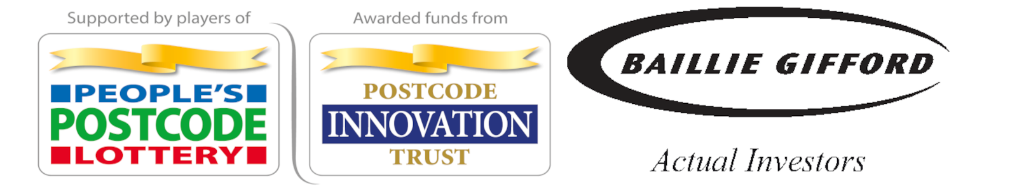 Supported by players of
PEOPLE'S
POSTCODE
LOTTERY
Awarded funds from
POSTCODE
INNOVATION
TRUST
BAILLIE GIFFORD
Actual Investors